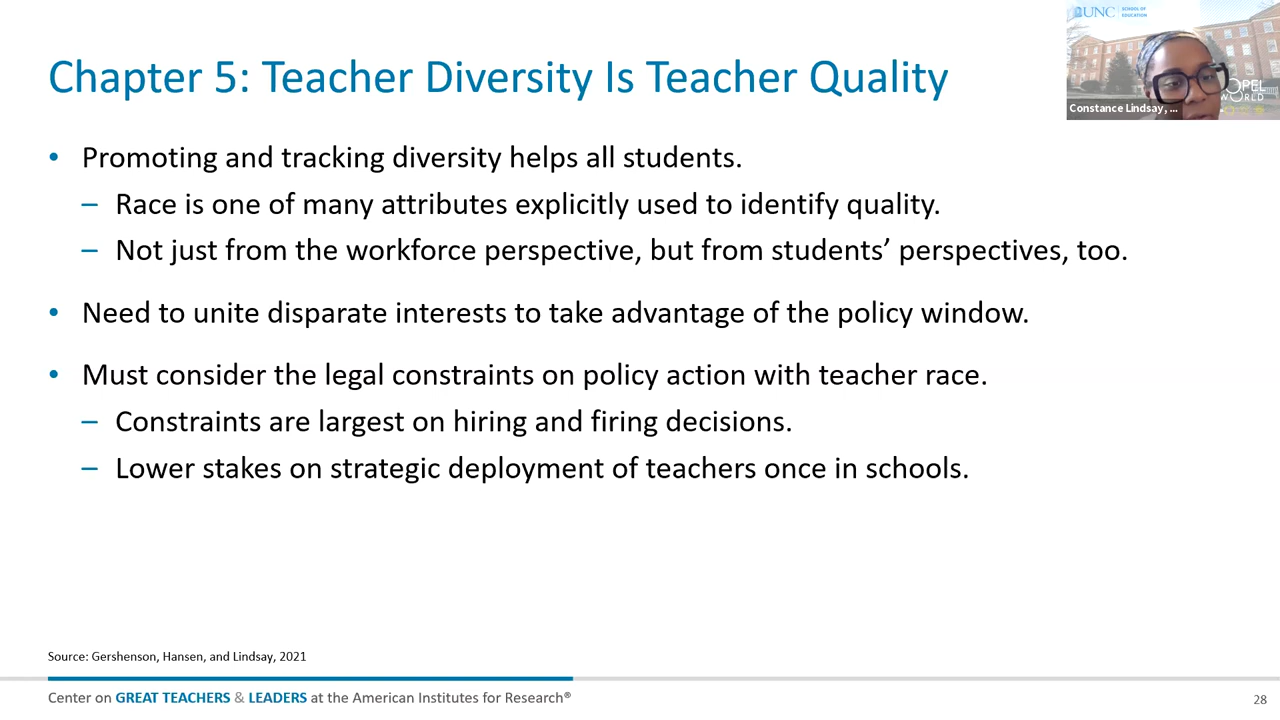 Chapter 5: Teacher Diversity Is Teacher Quality
UNC SCHOOL OF
EDUCATION
OPEL
WORLD
Constance Lindsay, ...
• Promoting and tracking diversity helps all students.
– Race is one of many attributes explicitly used to identify quality.
– Not just from the workforce perspective, but from students’ perspectives, too.
• Need to unite disparate interests to take advantage of the policy window.
• Must consider the legal constraints on policy action with teacher race.
– Constraints are largest on hiring and firing decisions.
– Lower stakes on strategic deployment of teachers once in schools.
Source: Gershenson, Hansen, and Lindsay, 2021
Center on GREAT TEACHERS & LEADERS at the American Institutes for Research®
28